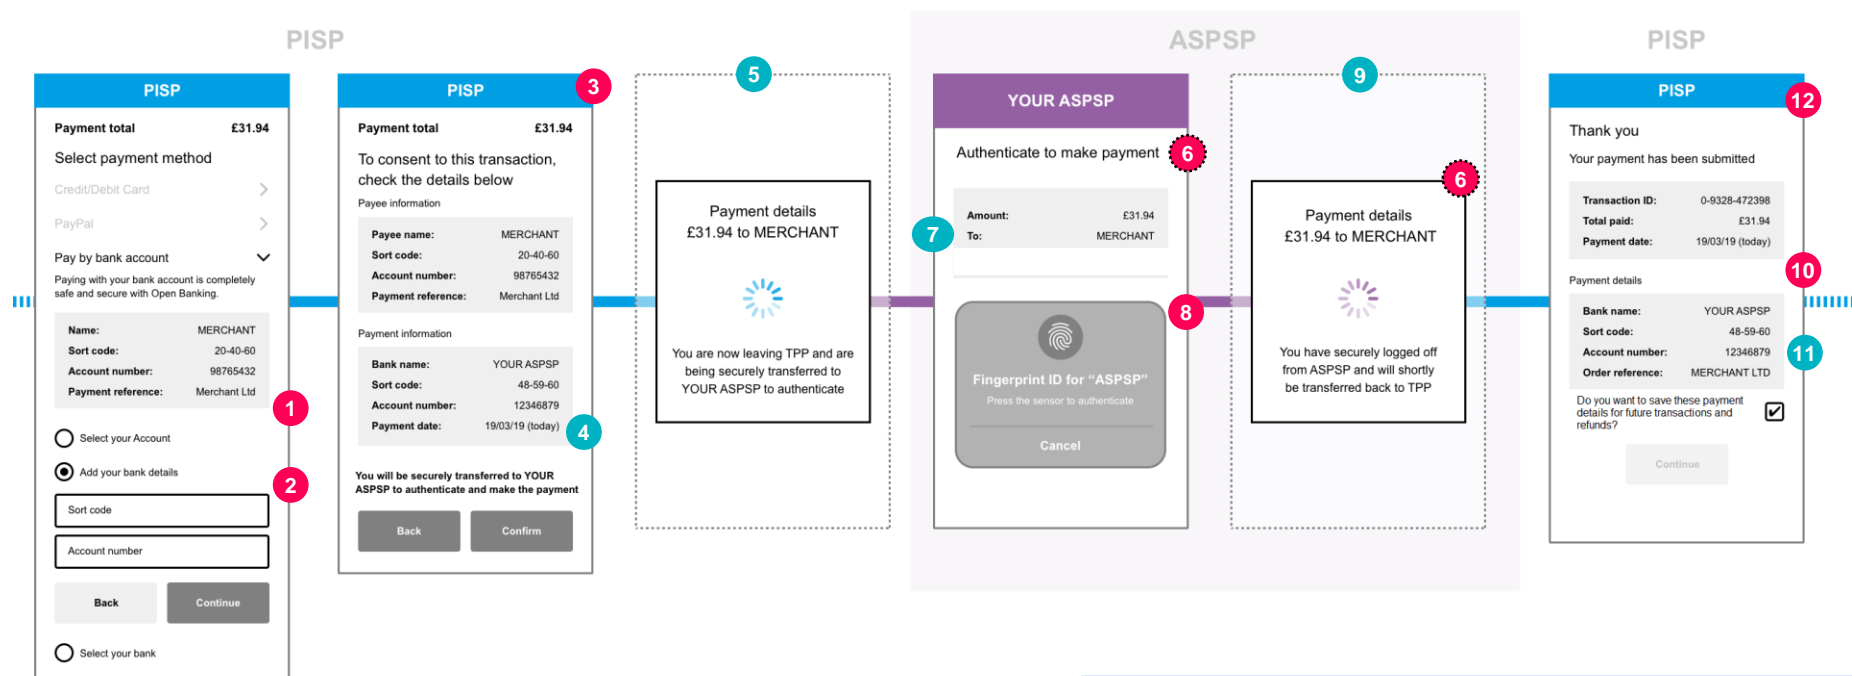 PISP
ASPSP
PISP
PISP
Payment total £31.94
Select payment method
Credit/Debit Card
PayPal
Pay by bank account
Paying with your bank account is completely
safe and secure with Open Banking.
Name: MERCHANT
Sort code: 20-40-60
Account number: 98765432
Payment reference: Merchant Ltd
1
Select your Account
Add your bank details
2
Sort code
Account number
Back Continue
Select your bank
PISP
3
Payment total £31.94
To consent to this transaction,
check the details below
Payee information
Payee name: MERCHANT
Sort code: 20-40-60
Account number: 98765432
Payment reference: Merchant Ltd
Payment information
Bank name: YOUR ASPSP
Sort code: 48-59-60
Account number: 12346879
Payment date: 19/03/19 (today)
4
You will be securely transferred to YOUR
ASPSP to authenticate and make the payment
Back Confirm
5
Payment details
£31.94 to MERCHANT
You are now leaving TPP and are
being securely transferred to
YOUR ASPSP to authenticate
YOUR ASPSP
Authenticate to make payment
6
Amount: £31.94
7
To: MERCHANT
8
Fingerprint ID for “ASPSP”
Press the sensor to authenticate
Cancel
9
6
Payment details
£31.94 to MERCHANT
You have securely logged off
from ASPSP and will shortly
be transferred back to TPP
PISP
12
Thank you
Your payment has been submitted
Transaction ID: 0-9328-472398
Total paid: £31.94
Payment date: 19/03/19 (today)
10
Payment details
Bank name: YOUR ASPSP
Sort code: 48-59-60
Account number: 12346879
11
Order reference: MERCHANT LTD
Do you want to save these payment
details for future transactions and
refunds?
Continue